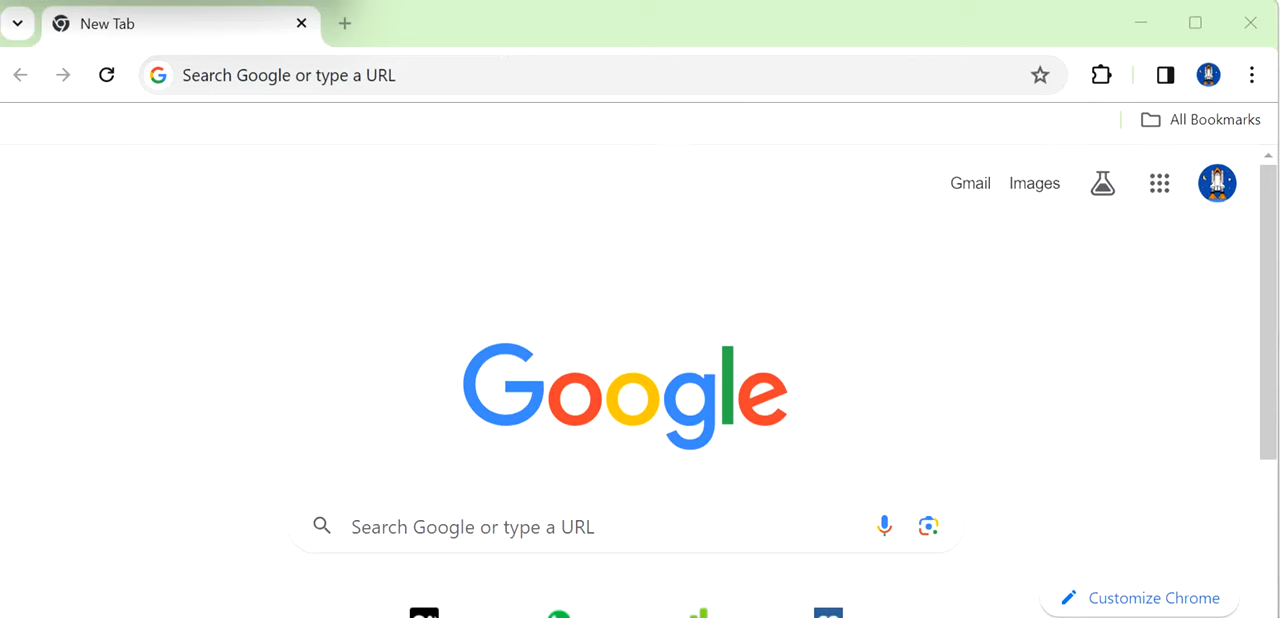 New Tab
Search Google or type a URL
All Bookmarks
Gmail Images
Google
Search Google or type a URL
Customize Chrome